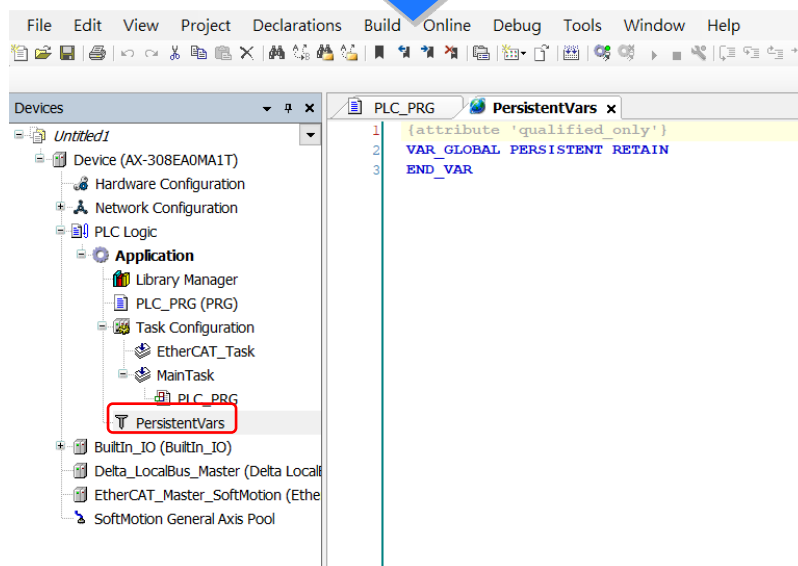 File Edit View Project Declarations Build Online Debug Tools Window Help
Devices
Untitled1
Device (AX-308EA0MA1T)
Hardware Configuration
Network Configuration
PLC Logic
Application
Library Manager
PLC_PRG (PRG)
Task Configuration
EtherCAT_Task
MainTask
PLC_PRG
PersistentVars
BuiltIn_IO (BuiltIn_IO)
Delta_LocalBus_Master (Delta Local
EtherCAT_Master_SoftMotion (Ethe
SoftMotion General Axis Pool
PLC_PRG PersistentVars
1 {attribute 'qualified_only'}
2 VAR_GLOBAL PERSISTENT RETAIN
3 END_VAR